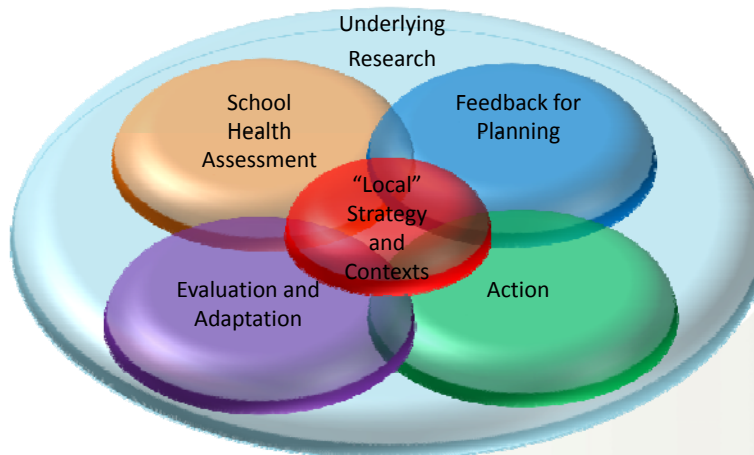 Underlying
Research
School
Health
Assessment
Feedback for
Planning
“Local”
Strategy
and
Contexts
Evaluation and
Adaptation
Action